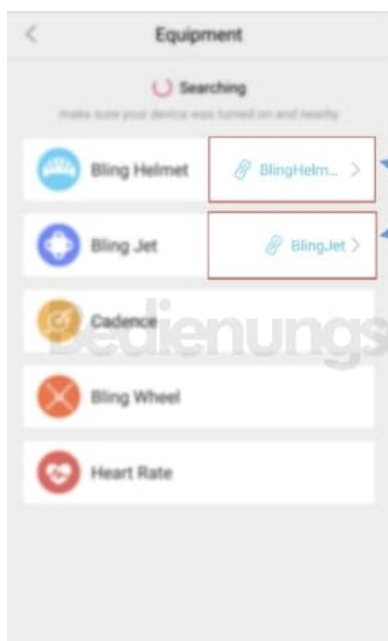 Equipment
Searching
make sure your device was turned on and nearby
Bling Helmet BlingHelm...
Bling Jet BlingJet
Cadence
Bedienungs
Bling Wheel
Heart Rate